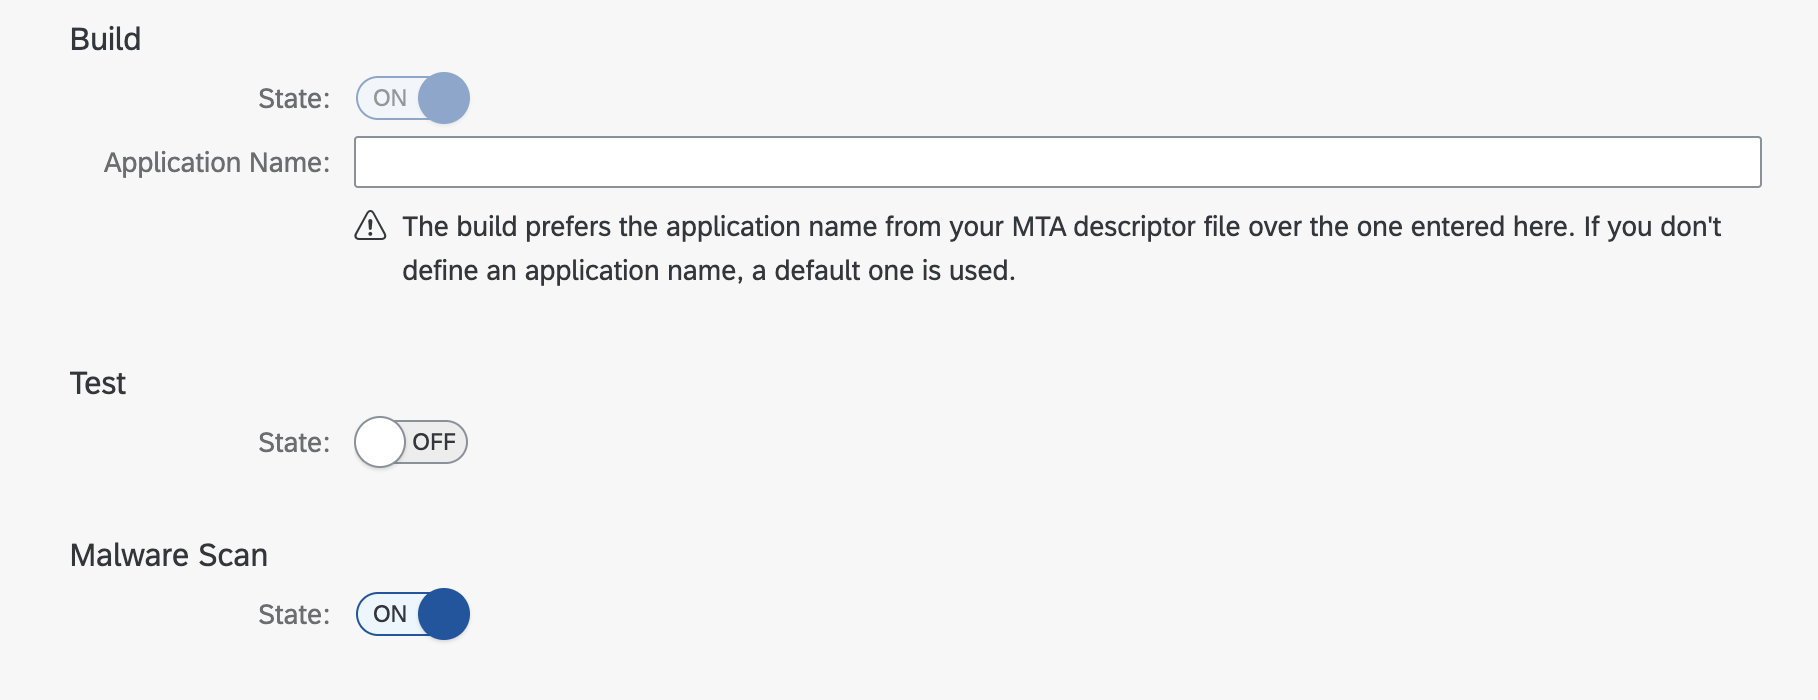 Build
State: ON
Application Name:
The build prefers the application name from your MTA descriptor file over the one entered here. If you don't
define an application name, a default one is used.
Test
State: OFF
Malware Scan
State: ON